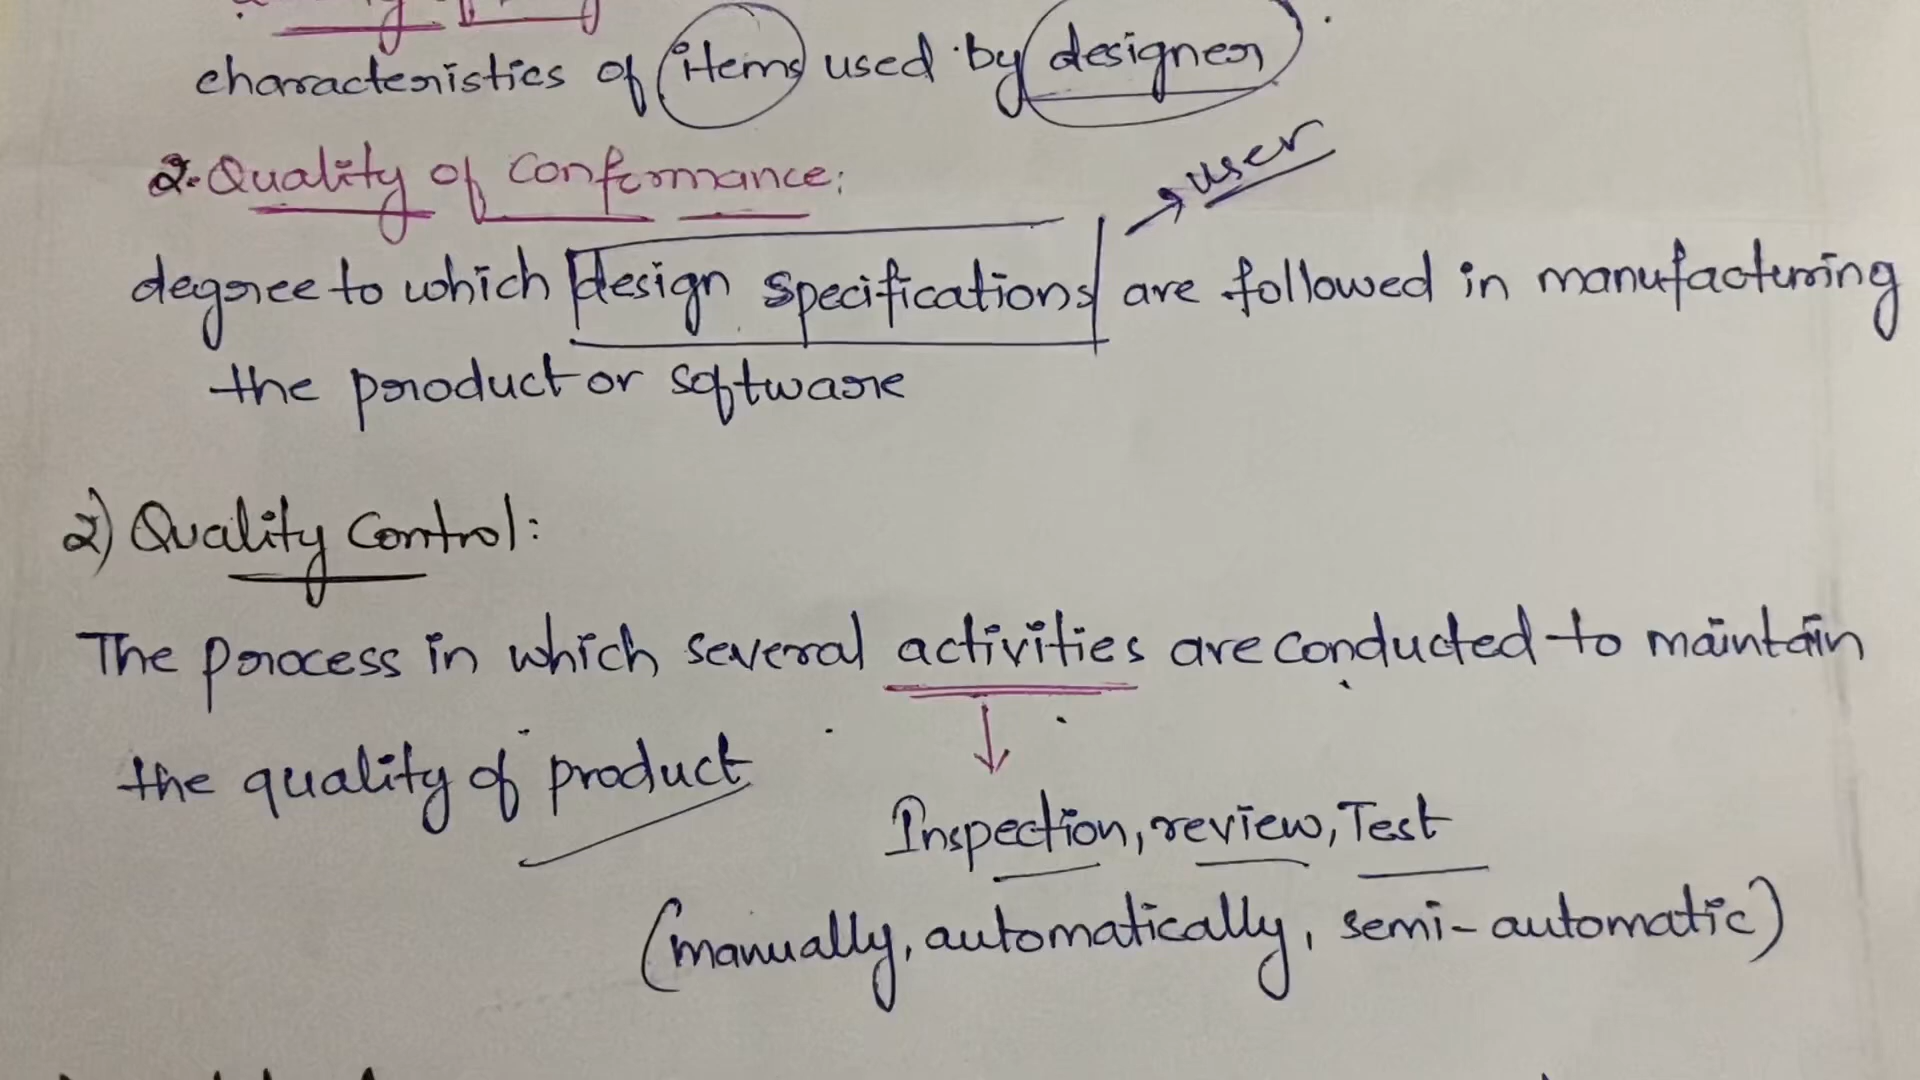 characteristics of items used by designer
2. Quality of conformance:
→ user
degree to which design specifications are followed in manufacturing
the product or software
2) Quality Control:
The process in which several activities are conducted to maintain
the quality of product
Inspection, review, Test
(manually, automatically, semi-automatic)